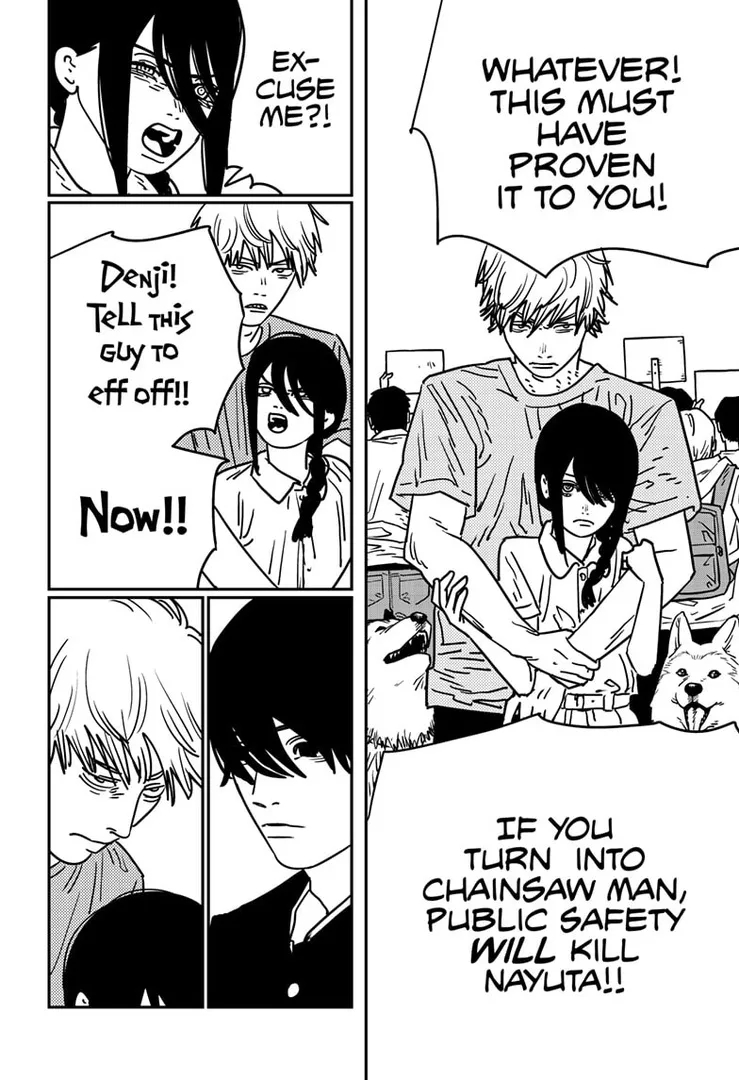 WHATEVER!
THIS MUST
HAVE
PROVEN
IT TO YOU!
IF YOU
TURN INTO
CHAINSAW MAN,
PUBLIC SAFETY
WILL KILL
NAYUTA!!
EX-
CUSE
ME?!
Denji!
Tell this
guy to
eff off!!
Now!!